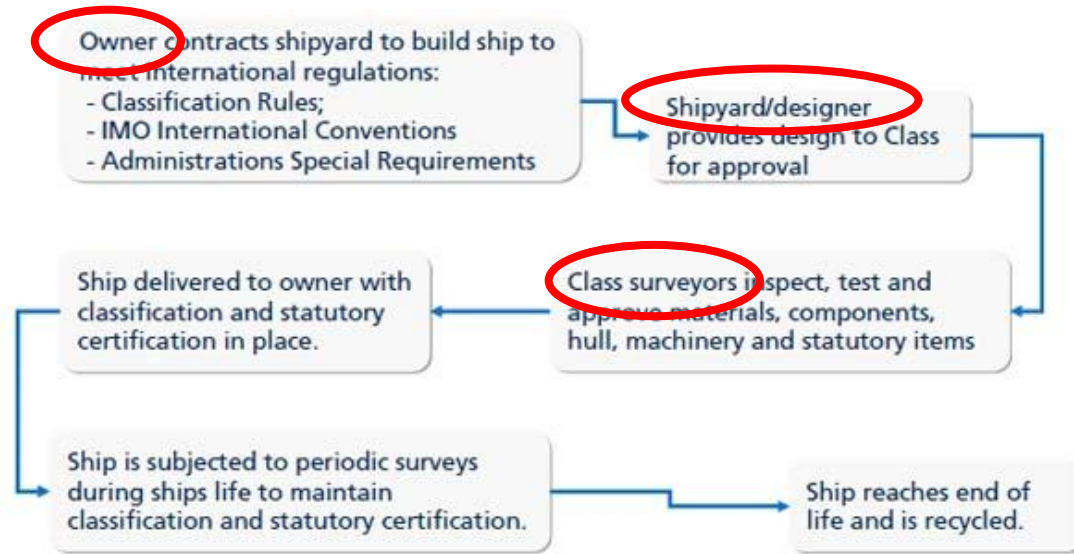 Owner contracts shipyard to build ship to
meet international regulations:
- Classification Rules;
- IMO International Conventions
- Administrations Special Requirements
Shipyard/designer
provides design to Class
for approval
Class surveyors inspect, test and
approve materials, components,
hull, machinery and statutory items
Ship delivered to owner with
classification and statutory
certification in place.
Ship is subjected to periodic surveys
during ships life to maintain
classification and statutory certification.
Ship reaches end of
life and is recycled.